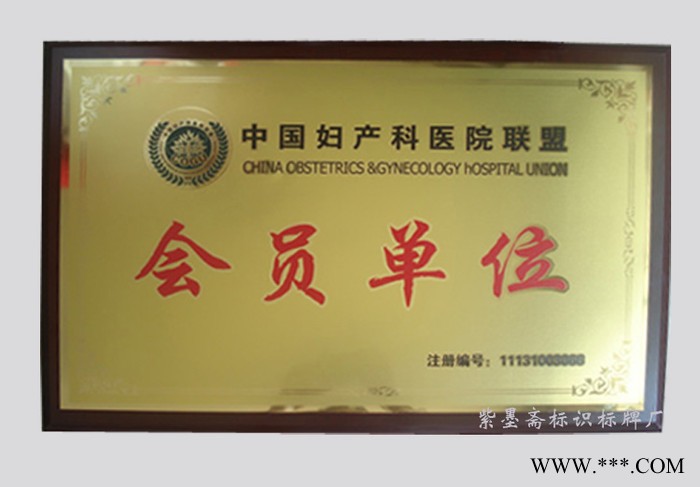 中国妇产科医院联盟
CHINA OBSTETRICS &GYNECOLOGY hOSPITAL UNION
会员单位
注册编号：
紫墨斋标识标牌厂
WWW.***.COM